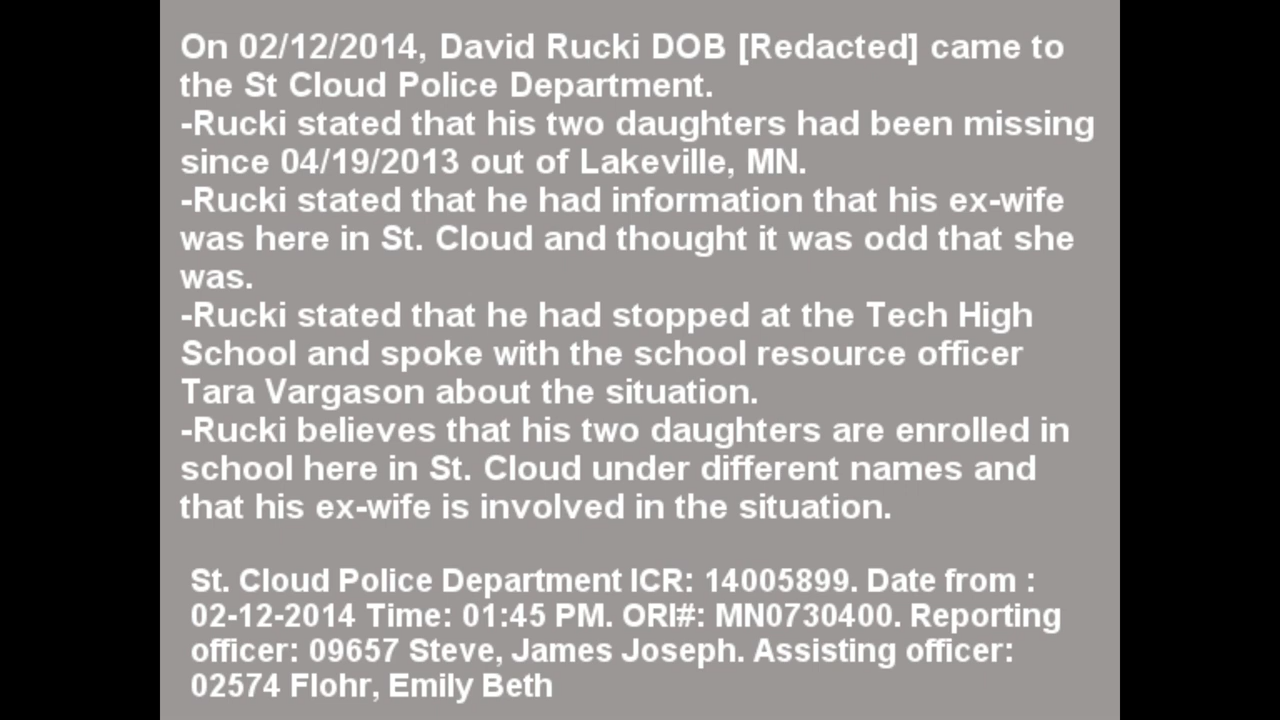 On 02/12/2014, David Rucki DOB [Redacted] came to
the St Cloud Police Department.
-Rucki stated that his two daughters had been missing
since 04/19/2013 out of Lakeville, MN.
-Rucki stated that he had information that his ex-wife
was here in St. Cloud and thought it was odd that she
was.
-Rucki stated that he had stopped at the Tech High
School and spoke with the school resource officer
Tara Vargason about the situation.
-Rucki believes that his two daughters are enrolled in
school here in St. Cloud under different names and
that his ex-wife is involved in the situation.
St. Cloud Police Department ICR: 14005899. Date from :
02-12-2014 Time: 01:45 PM. ORI#: MN0730400. Reporting
officer: 09657 Steve, James Joseph. Assisting officer:
02574 Flohr, Emily Beth